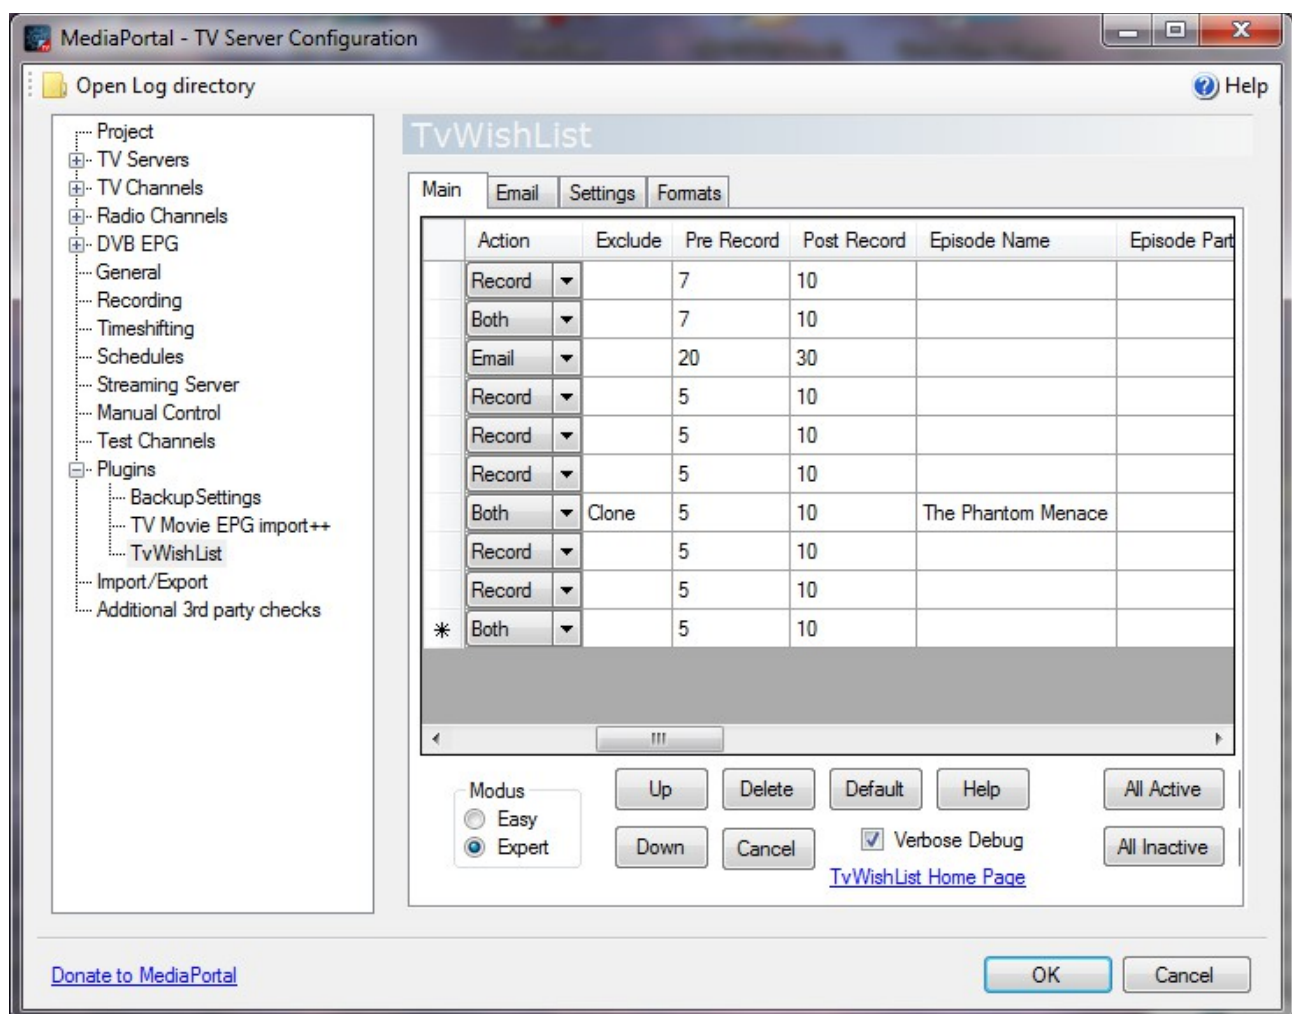 MediaPortal - TV Server Configuration
Open Log directory
Help
Project
TV Servers
TV Channels
Radio Channels
DVB EPG
General
Recording
Timeshifting
Schedules
Streaming Server
Manual Control
Test Channels
Plugins
BackupSettings
TV Movie EPG import++
TvWishList
Import/Export
Additional 3rd party checks
TvWishList
Main Email Settings Formats
Action Exclude Pre Record Post Record Episode Name Episode Part
Record 7 10
Both 7 10
Email 20 30
Record 5 10
Record 5 10
Record 5 10
Both Clone 5 10 The Phantom Menace
Record 5 10
Record 5 10
Both 5 10
Modus
Easy
Expert
Up Delete Default Help All Active
Down Cancel Verbose Debug All Inactive
TvWishList Home Page
Donate to MediaPortal
OK Cancel